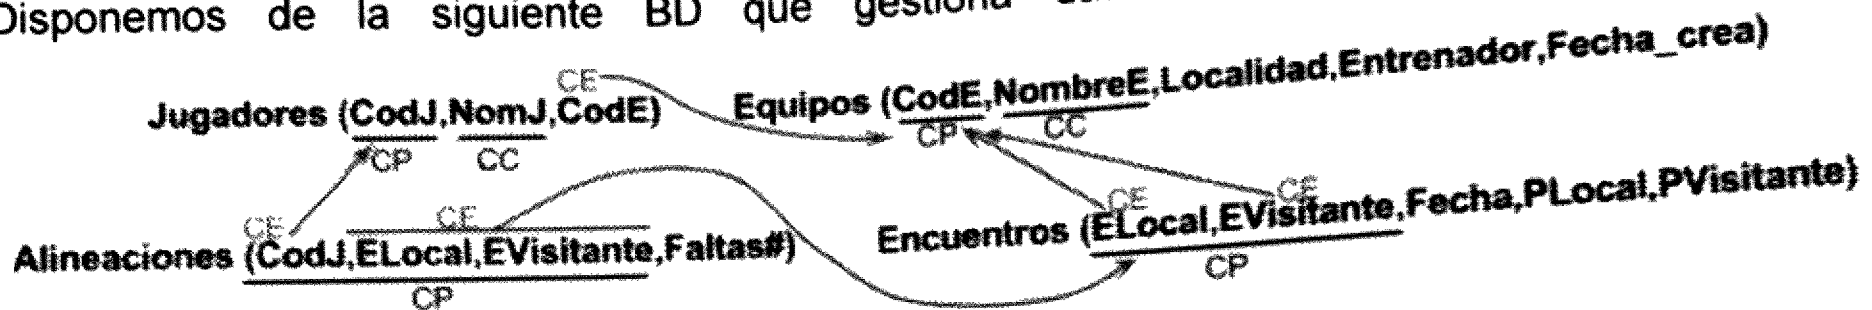 Disponemos de la siguiente BD que gestiona
CE
Jugadores (CodJ,NomJ,CodE) Equipos (CodE,NombreE,Localidad,Entrenador,Fecha_crea)
CP CC CP CC
CE CE CE CE
Alineaciones (CodJ,ELocal,EVisitante,Faltas#) Encuentros (ELocal,EVisitante,Fecha,PLocal,PVisitante)
CP CP